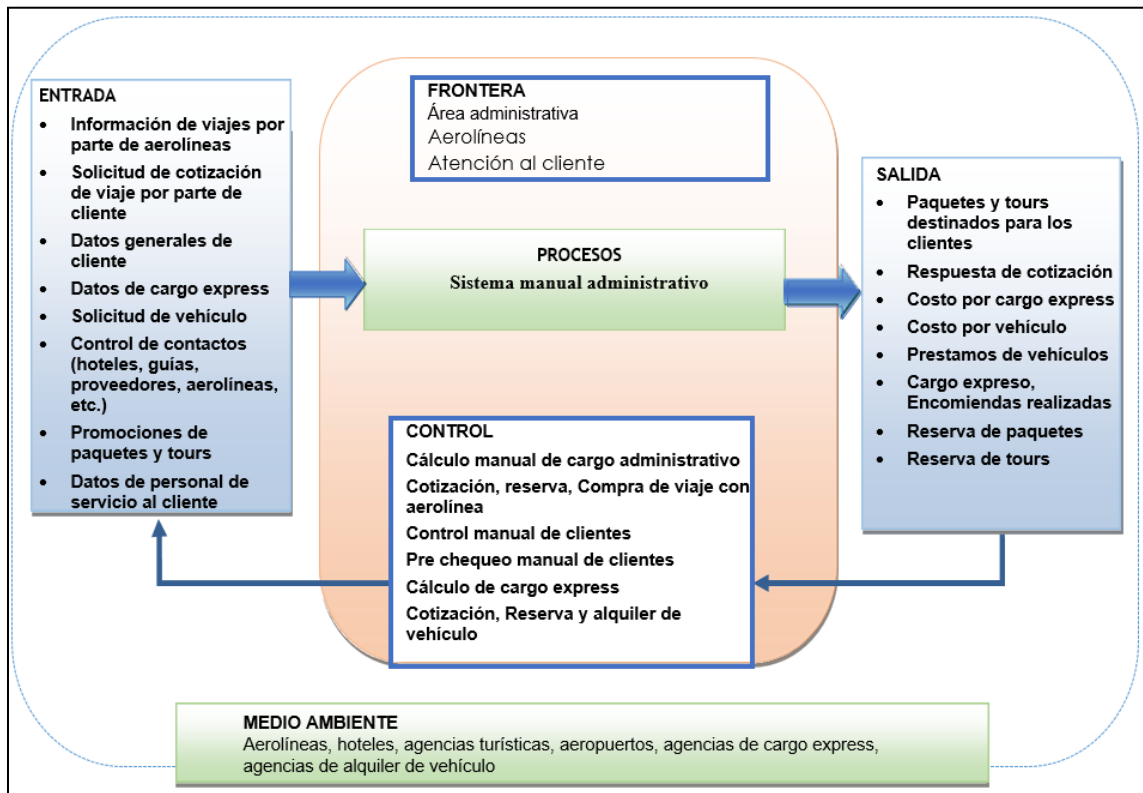 ENTRADA
• Información de viajes por
parte de aerolíneas
• Solicitud de cotización
de viaje por parte de
cliente
• Datos generales de
cliente
• Datos de cargo express
• Solicitud de vehículo
• Control de contactos
(hoteles, guías,
proveedores, aerolíneas,
etc.)
• Promociones de
paquetes y tours
• Datos de personal de
servicio al cliente
FRONTERA
Área administrativa
Aerolíneas
Atención al cliente
PROCESOS
Sistema manual administrativo
CONTROL
Cálculo manual de cargo administrativo
Cotización, reserva, Compra de viaje con
aerolínea
Control manual de clientes
Pre chequeo manual de clientes
Cálculo de cargo express
Cotización, Reserva y alquiler de
vehículo
SALIDA
• Paquetes y tours
destinados para los
clientes
• Respuesta de cotización
• Costo por cargo express
• Costo por vehículo
• Prestamos de vehículos
• Cargo expreso,
Encomiendas realizadas
• Reserva de paquetes
• Reserva de tours
MEDIO AMBIENTE
Aerolíneas, hoteles, agencias turísticas, aeropuertos, agencias de cargo express,
agencias de alquiler de vehículo